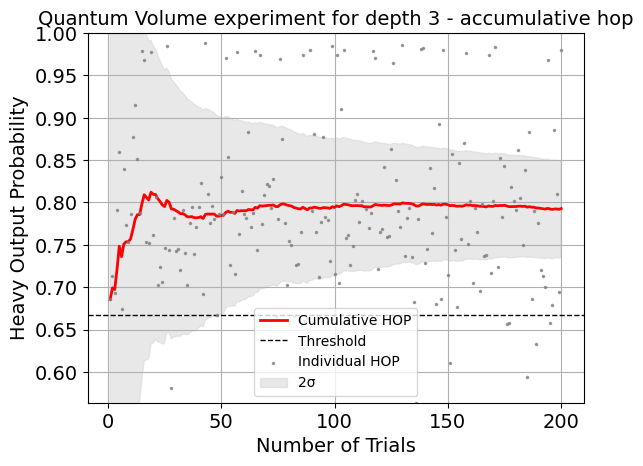 Quantum Volume experiment for depth 3 - accumulative hop
Heavy Output Probability
1.00
0.95
0.90
0.85
0.80
0.75
0.70
0.65
0.60
Cumulative HOP
Threshold
Individual HOP
2σ
0 50 100 150 200
Number of Trials